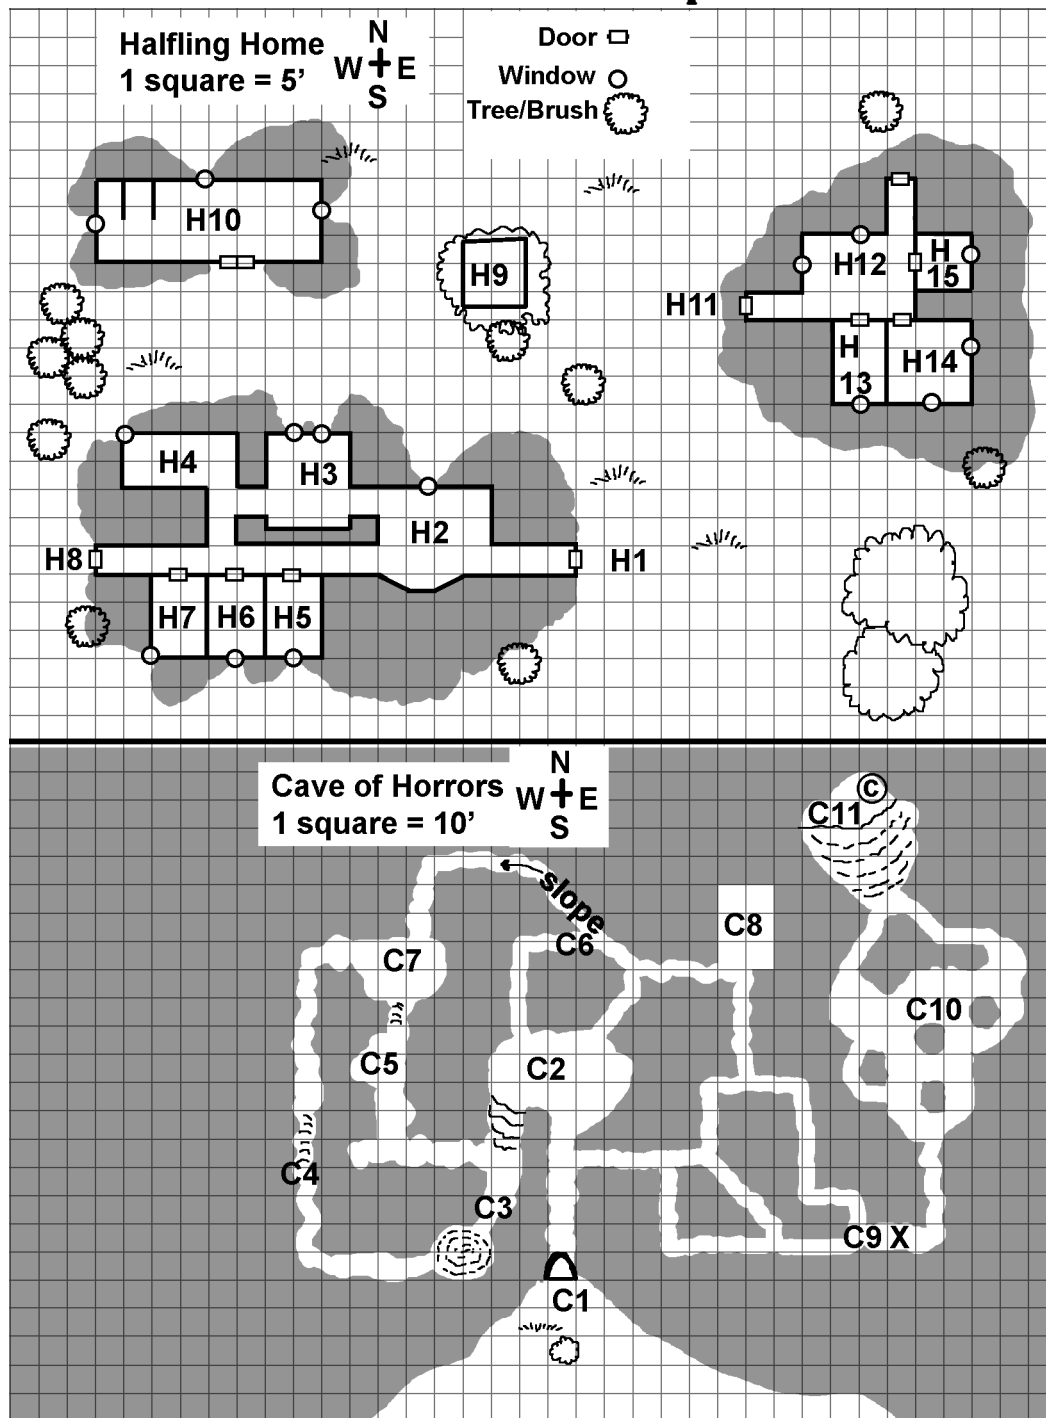 Halfling Home
1 square = 5’
N
W E
S
Door
Window
Tree/Brush
H10
H9
H12
H
15
H11
H
13
H14
H4
H3
H2
H8
H1
H7
H6
H5
Cave of Horrors
1 square = 10’
N
W E
S
C
C11
slope
C8
C6
C7
C10
C5
C2
C4
C3
C9 X
C1